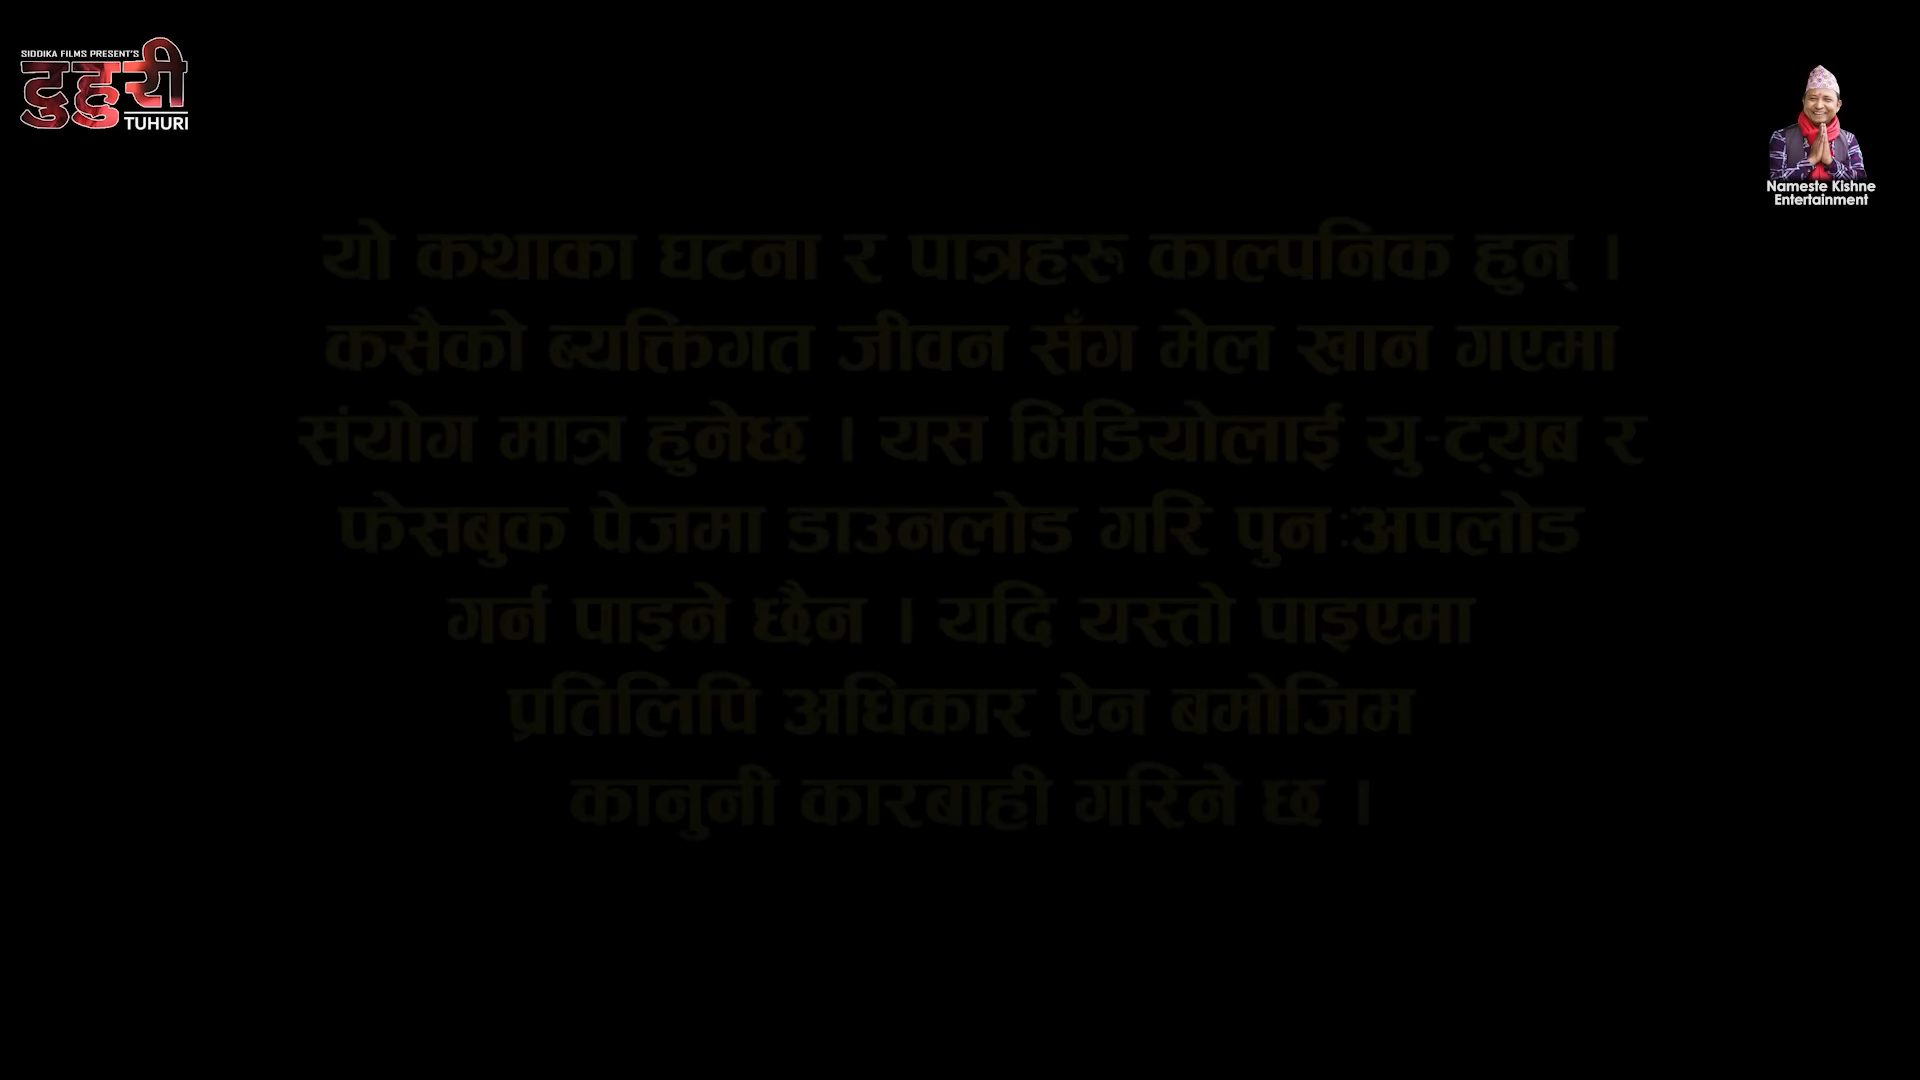 SIDDIKA FILMS PRESENT'S
टुहुरी
TUHURI
Nameste Kishne
Entertainment
यो कथाका घटना र पात्रहरू काल्पनिक हुन् ।
कसैको ब्यक्तिगत जीवन सँग मेल खान गएमा
संयोग मात्र हुनेछ । यस भिडियोलाई यु-ट्युब र
फेसबुक पेजमा डाउनलोड गरि पुन:अपलोड
गर्न पाइने छैन । यदि यस्तो पाइएमा
प्रतिलिपि अधिकार ऐन बमोजिम
कानुनी कारबाही गरिने छ ।